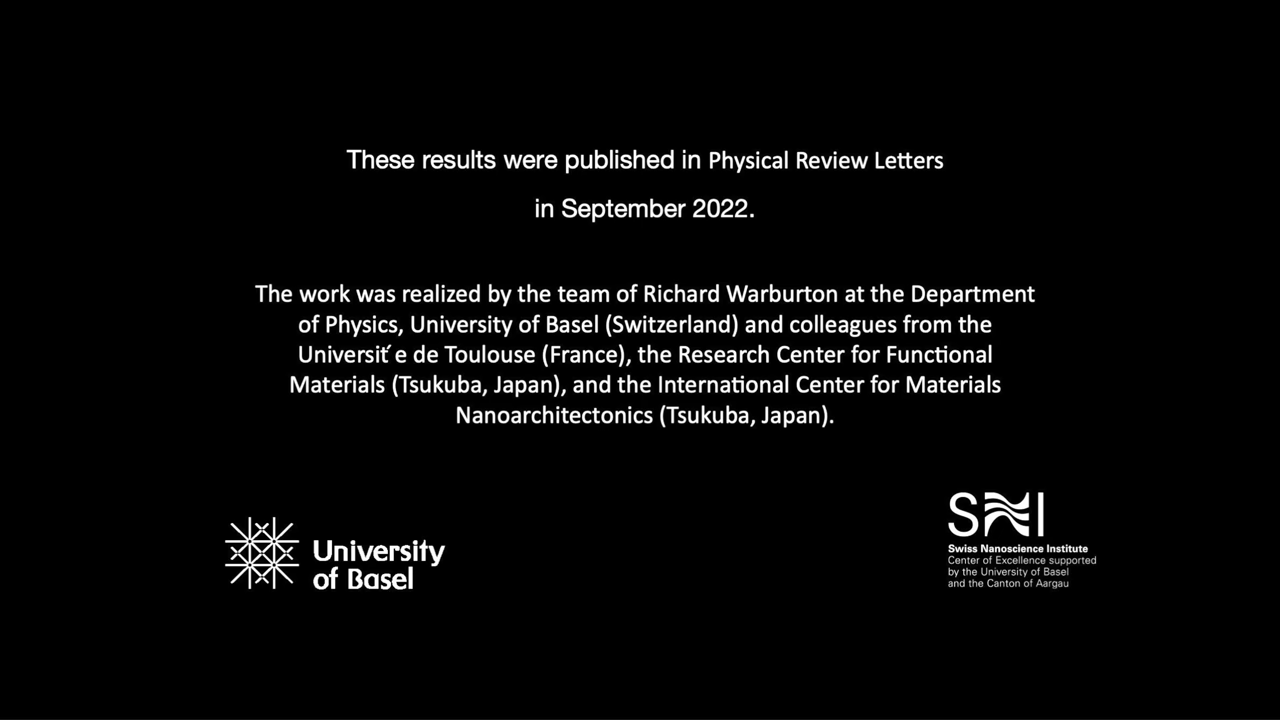 These results were published in Physical Review Letters
in September 2022.
The work was realized by the team of Richard Warburton at the Department
of Physics, University of Basel (Switzerland) and colleagues from the
Universit ́e de Toulouse (France), the Research Center for Functional
Materials (Tsukuba, Japan), and the International Center for Materials
Nanoarchitectonics (Tsukuba, Japan).
University
of Basel
SNI
Swiss Nanoscience Institute
Center of Excellence supported
by the University of Basel
and the Canton of Aargau